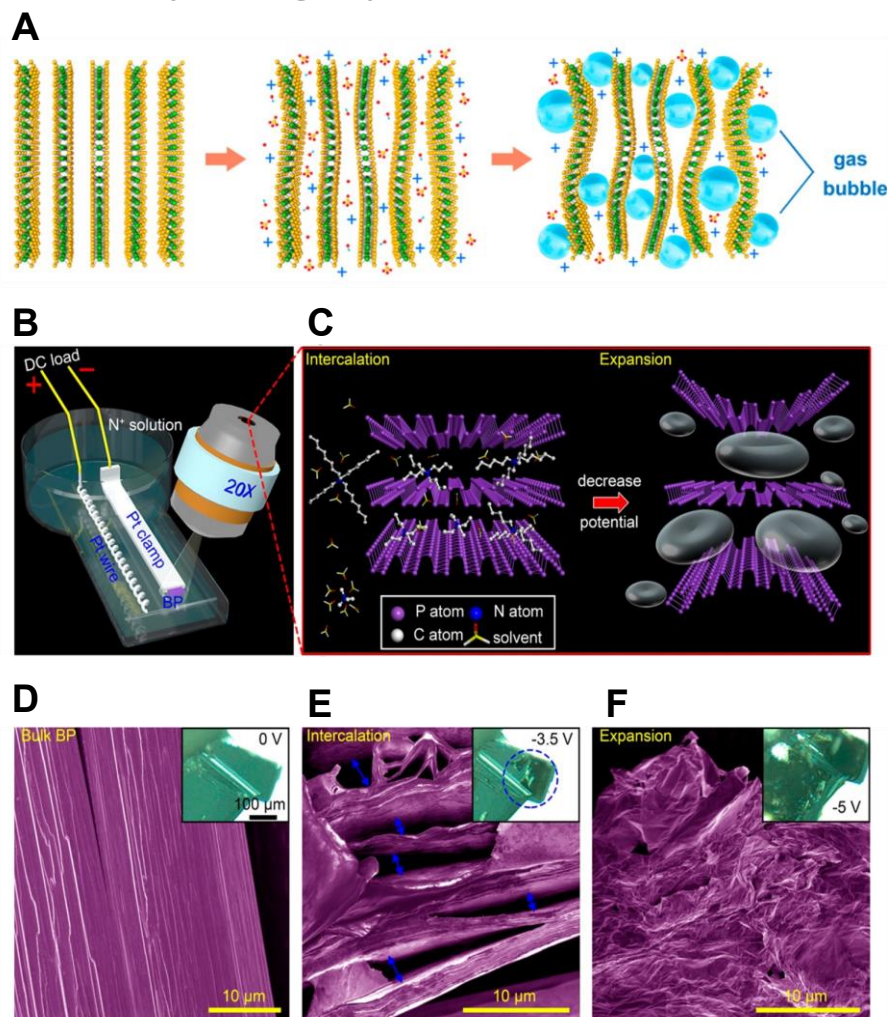 A
gas
bubble
B
C
DC load
+
−
N⁺ solution
20X
Pt clamp
Pt wire
BP
Intercalation
Expansion
decrease
potential
P atom
N atom
C atom
solvent
D
E
F
Bulk BP
0 V
100 µm
10 µm
Intercalation
-3.5 V
10 µm
Expansion
-5 V
10 µm